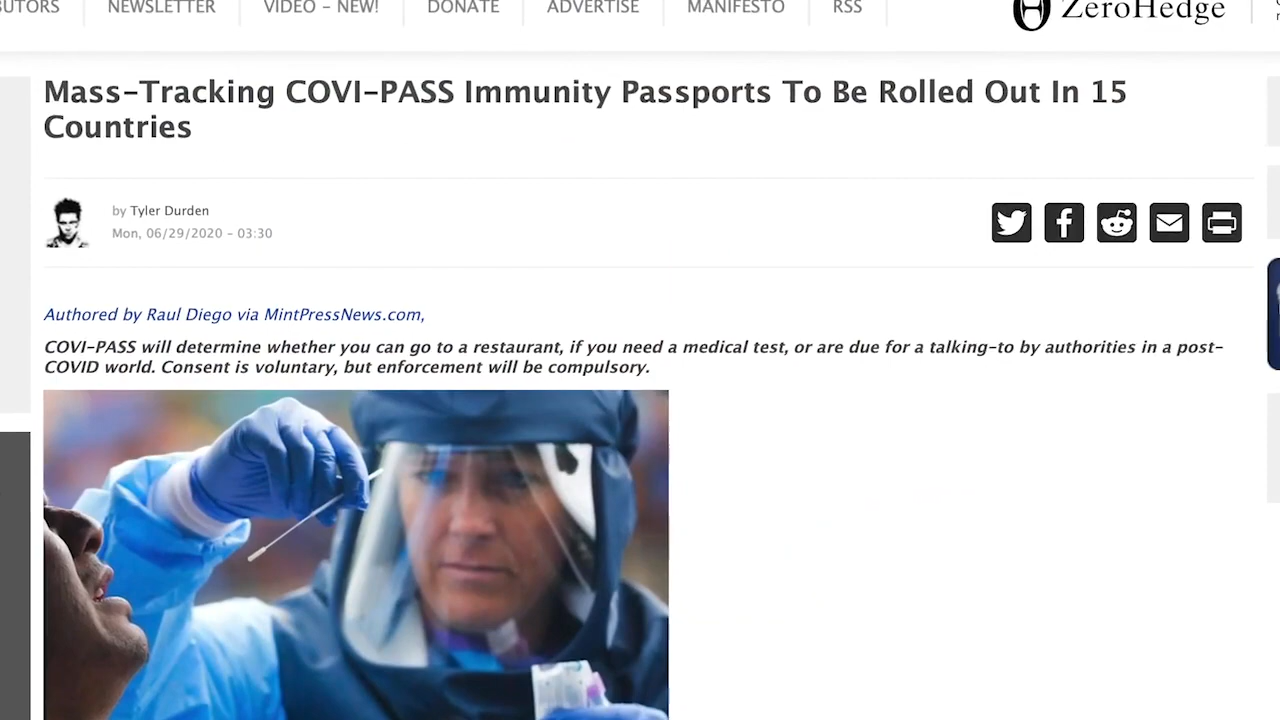 NEWSLETTER VIDEO – NEW! DONATE ADVERTISE MANIFESTO RSS ZeroHedge
Mass-Tracking COVI-PASS Immunity Passports To Be Rolled Out In 15
Countries
by Tyler Durden
Mon, 06/29/2020 - 03:30
Authored by Raul Diego via MintPressNews.com,
COVI-PASS will determine whether you can go to a restaurant, if you need a medical test, or are due for a talking-to by authorities in a post-
COVID world. Consent is voluntary, but enforcement will be compulsory.